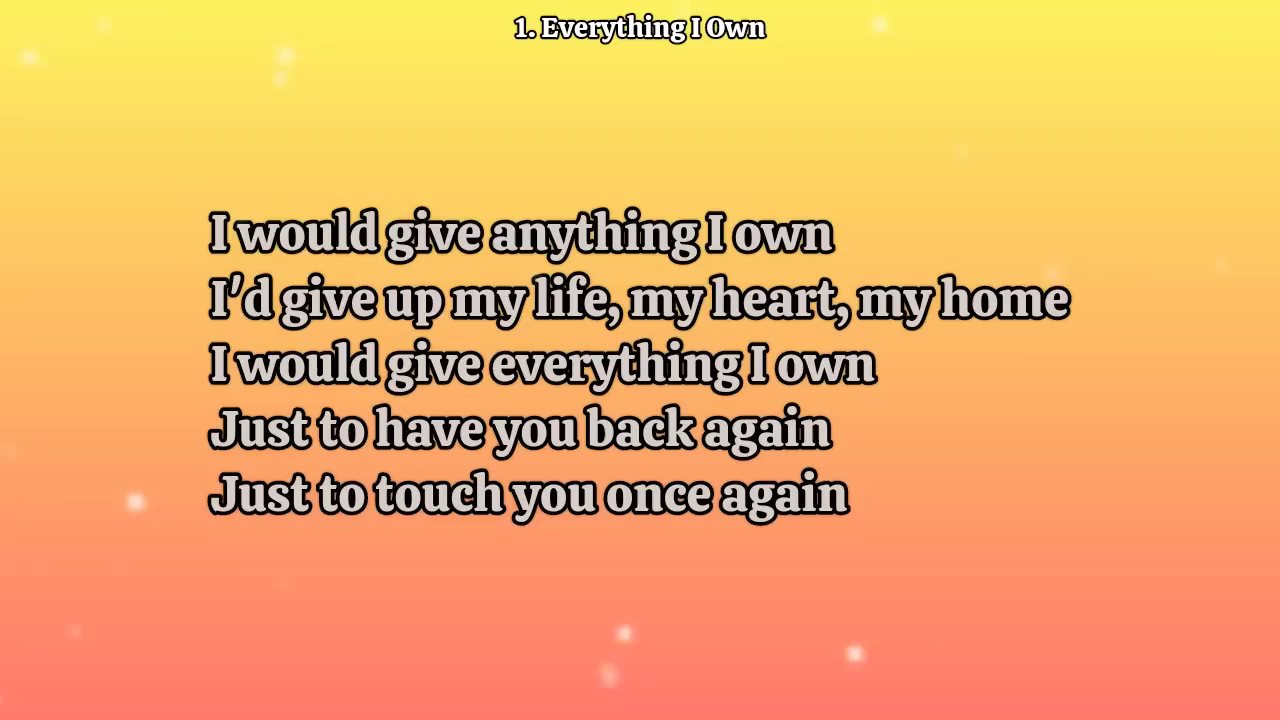 1. Everything I Own
I would give anything I own
I'd give up my life, my heart, my home
I would give everything I own
Just to have you back again
Just to touch you once again